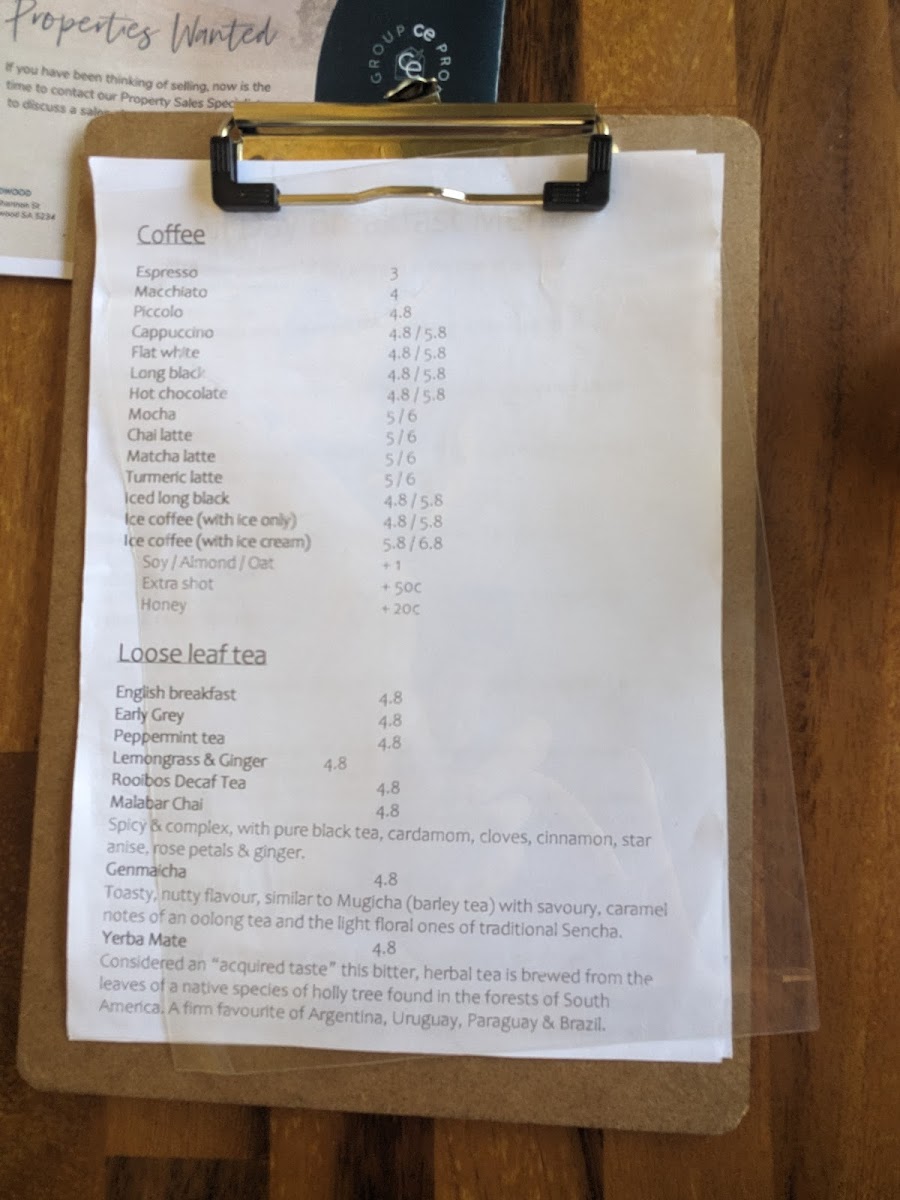 Properties Wanted
If you have been thinking of selling, now is the
time to contact our Property Sales
to discuss a
GROUP ce PRO
ce
St
SA 5234
Coffee
Espresso 3
Macchiato 4
Piccolo 4.8
Cappuccino 4.8 / 5.8
Flat white 4.8 / 5.8
Long black 4.8 / 5.8
Hot chocolate 4.8 / 5.8
Mocha 5 / 6
Chai latte 5 / 6
Matcha latte 5 / 6
Turmeric latte 5 / 6
Iced long black 4.8 / 5.8
Ice coffee (with ice only) 4.8 / 5.8
Ice coffee (with ice cream) 5.8 / 6.8
Soy / Almond / Oat + 1
Extra shot + 50c
Honey + 20c
Loose leaf tea
English breakfast 4.8
Early Grey 4.8
Peppermint tea 4.8
Lemongrass & Ginger 4.8
Rooibos Decaf Tea 4.8
Malabar Chai 4.8
Spicy & complex, with pure black tea, cardamom, cloves, cinnamon, star
anise, rose petals & ginger.
Genmaicha 4.8
Toasty, nutty flavour, similar to Mugicha (barley tea) with savoury, caramel
notes of an oolong tea and the light floral ones of traditional Sencha.
Yerba Mate 4.8
Considered an "acquired taste" this bitter, herbal tea is brewed from the
leaves of a native species of holly tree found in the forests of South
America. A firm favourite of Argentina, Uruguay, Paraguay & Brazil.